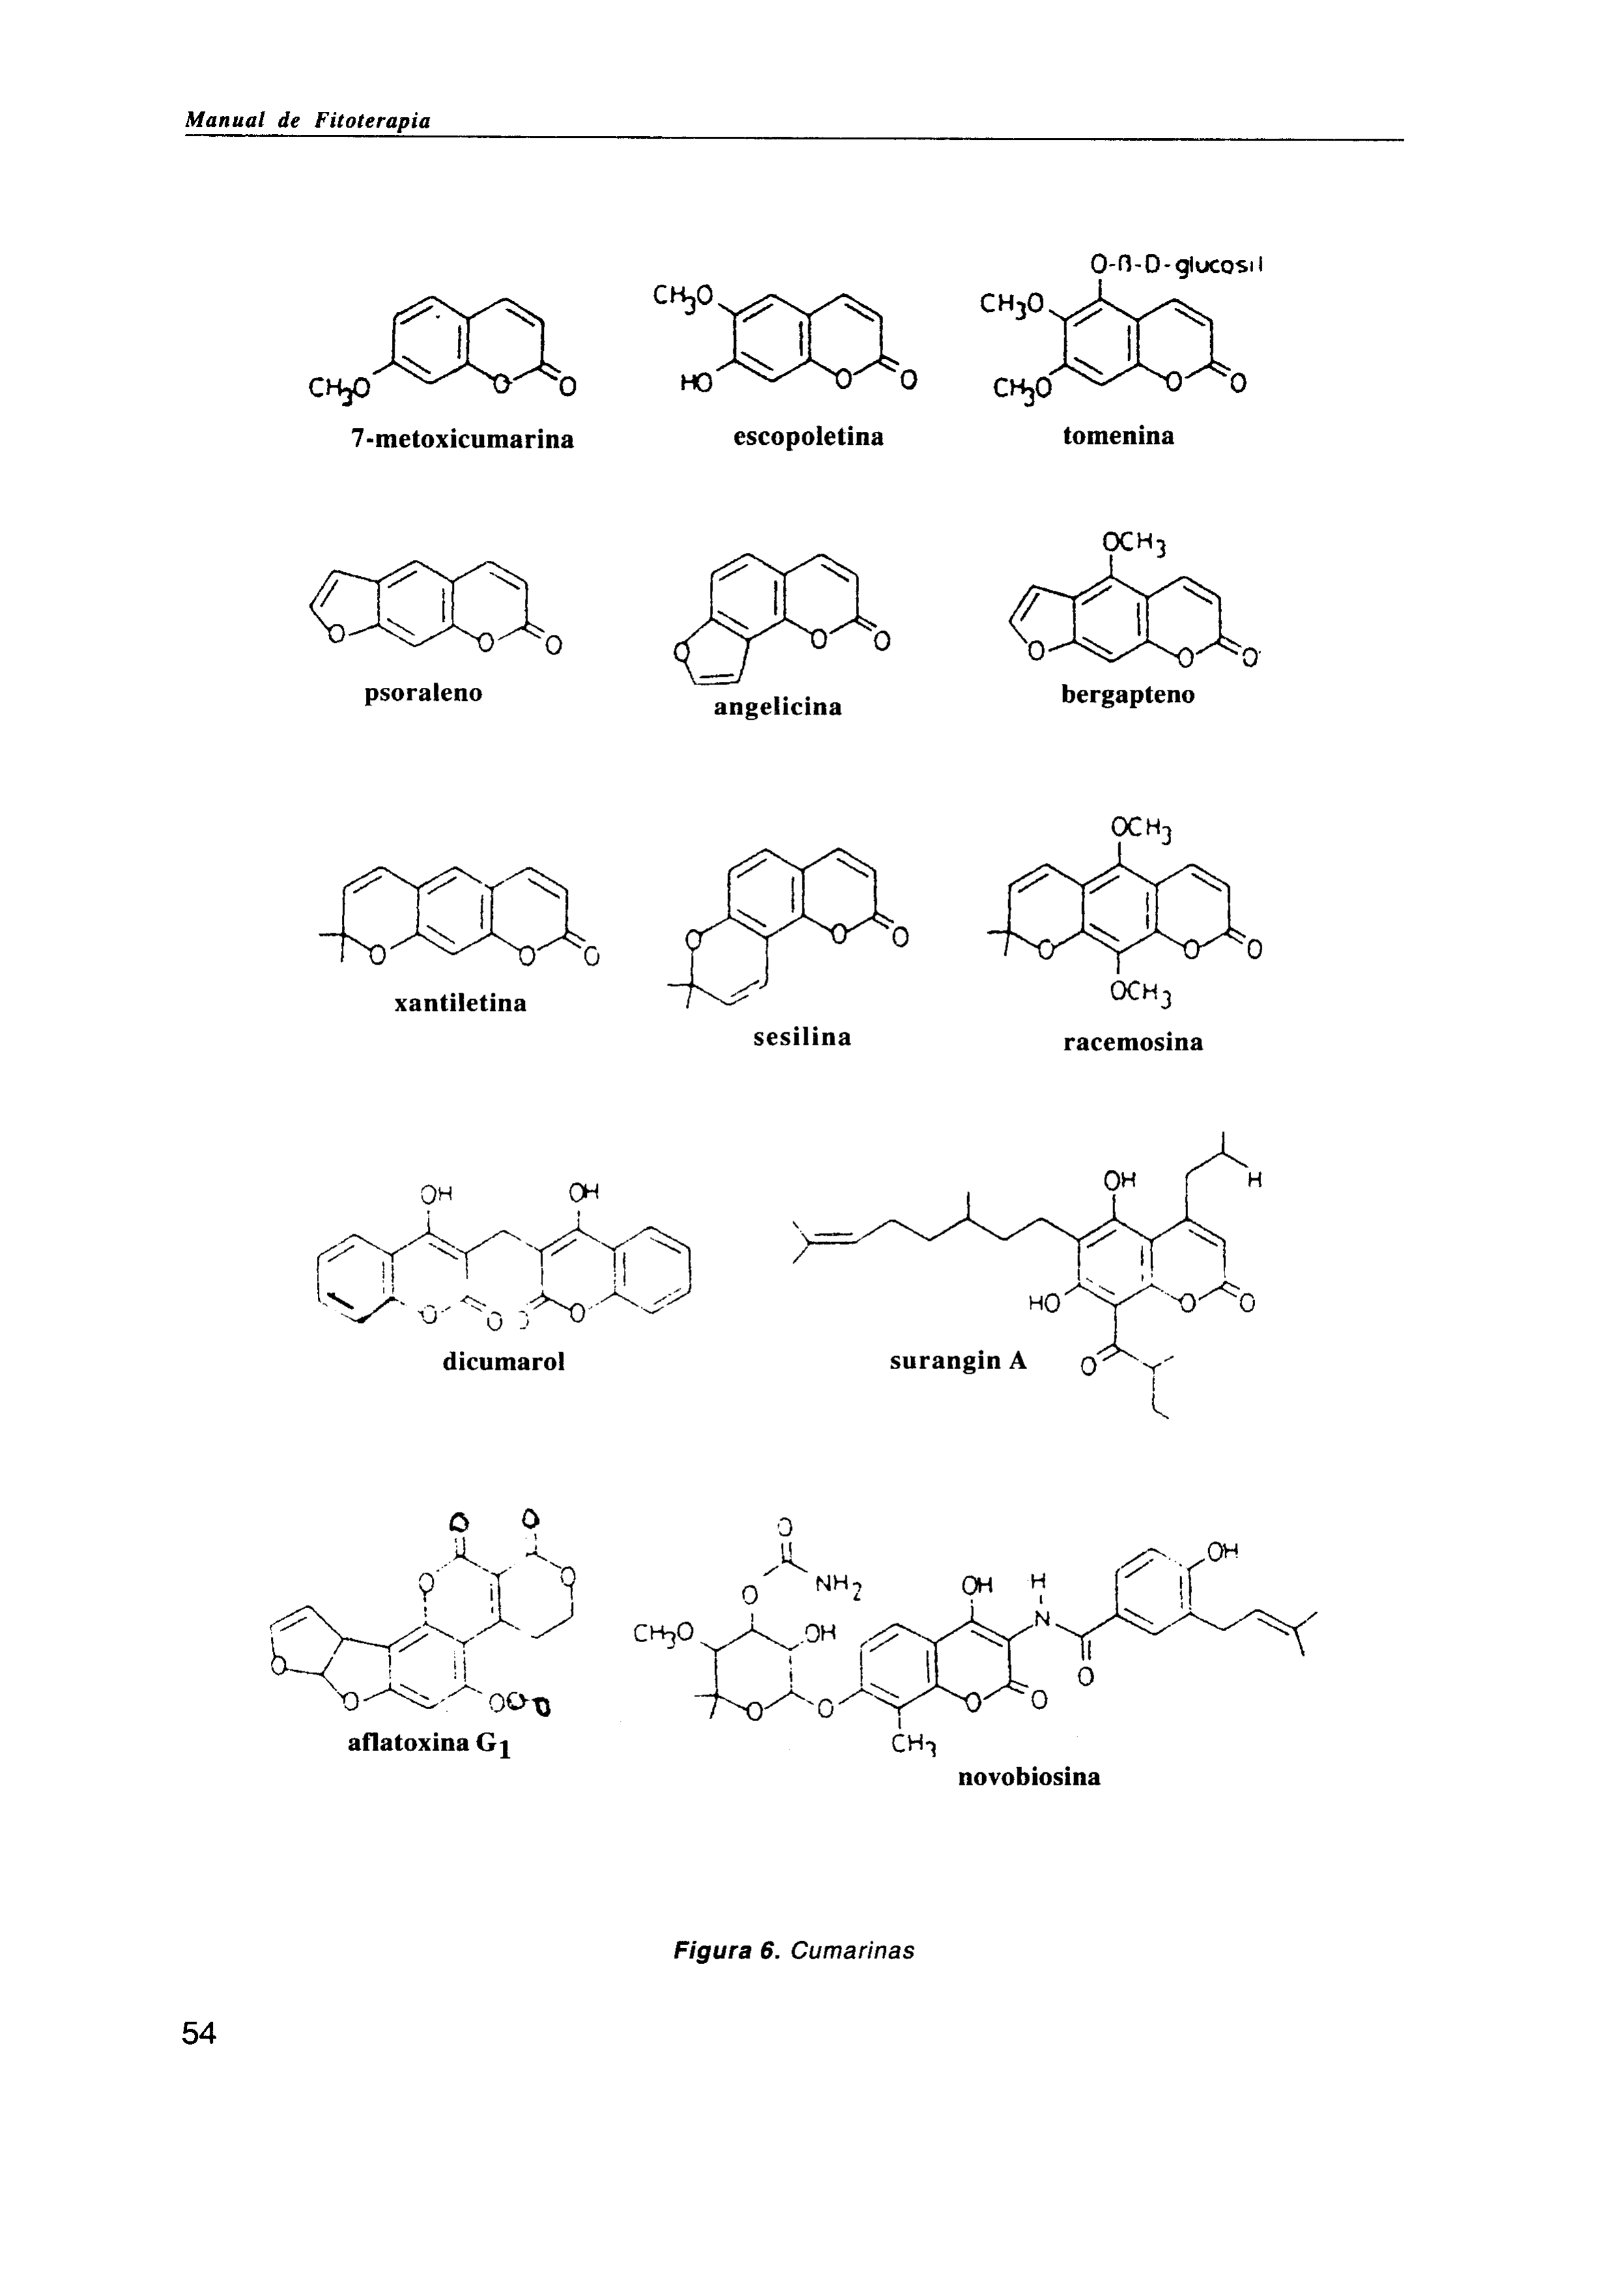 Manual de Fitoterapia
O-β-D-glucosil
CH3O CH3O
CH3O O O HO O O CH3O O O
7-metoxicumarina escopoletina tomenina
OCH3
O O O O O O O O O
psoraleno angelicina bergapteno
OCH3
O O O O O O O O O
OCH3
xantiletina sesilina racemosina
OH OH OH H
O O O O HO O O
dicumarol surangin A O
O O O
O O NH2 OH H OH
O
CH3O OH N
O O
O O O O O
CH3
aflatoxina G1
novobiosina
Figura 6. Cumarinas
54